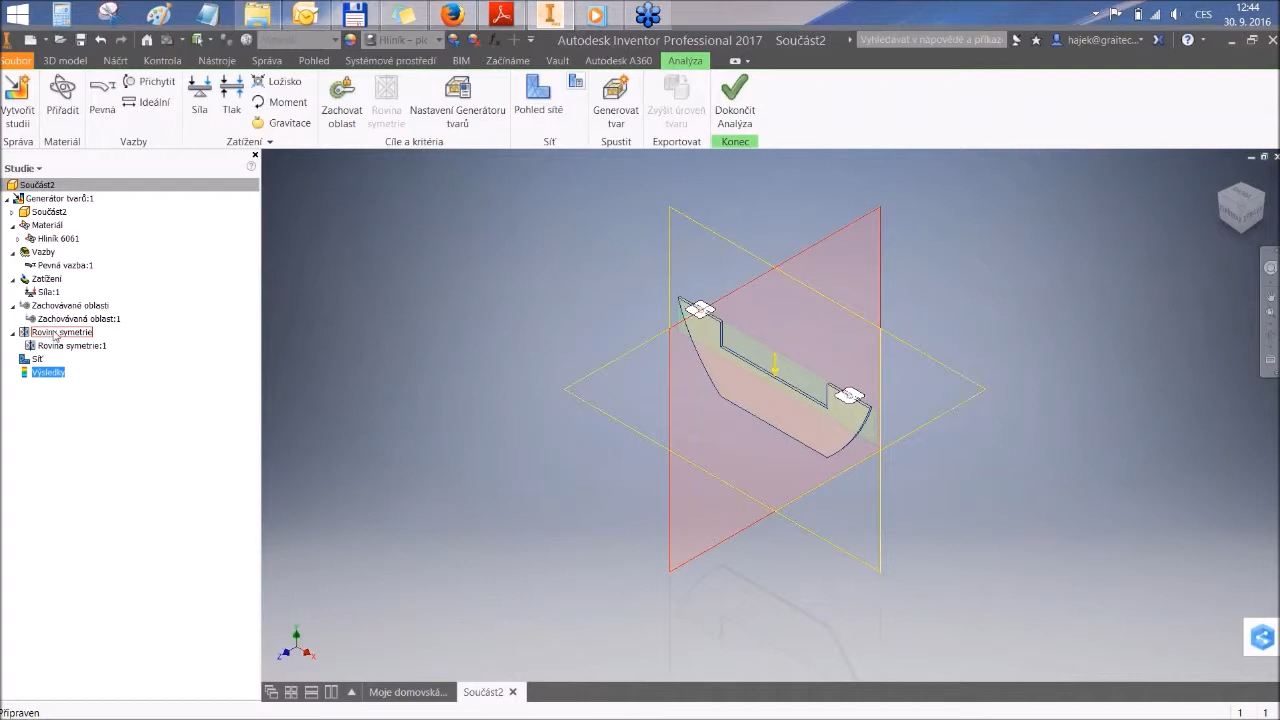 12:44
CES
30. 9. 2016
Hliník - plc
Autodesk Inventor Professional 2017 Součást2
Vyhledávat v nápovědě a příkaz
hajek@graitec...
Soubor 3D model Náčrt Kontrola Nástroje Správa Pohled Systémové prostředí BIM Začínáme Vault Autodesk A360 Analýza
Vytvořit studii
Přiřadit
Pevná
Přichytit
Ideální
Síla
Tlak
Ložisko
Moment
Gravitace
Zachovat oblast
Rovina symetrie
Nastavení Generátoru tvarů
Pohled sítě
Generovat tvar
Zvýšit úroveň tvaru
Dokončit Analýza
Správa Materiál Vazby Zatížení Cíle a kritéria Síť Spustit Exportovat Konec
Studie
Součást2
Generátor tvarů:1
Součást2
Materiál
Hliník 6061
Vazby
Pevná vazba:1
Zatížení
Síla:1
Zachovávané oblasti
Zachovávaná oblast:1
Rovina symetrie
Rovina symetrie:1
Síť
Výsledky
Z
X
Moje domovská... Součást2
Připraven
1 1